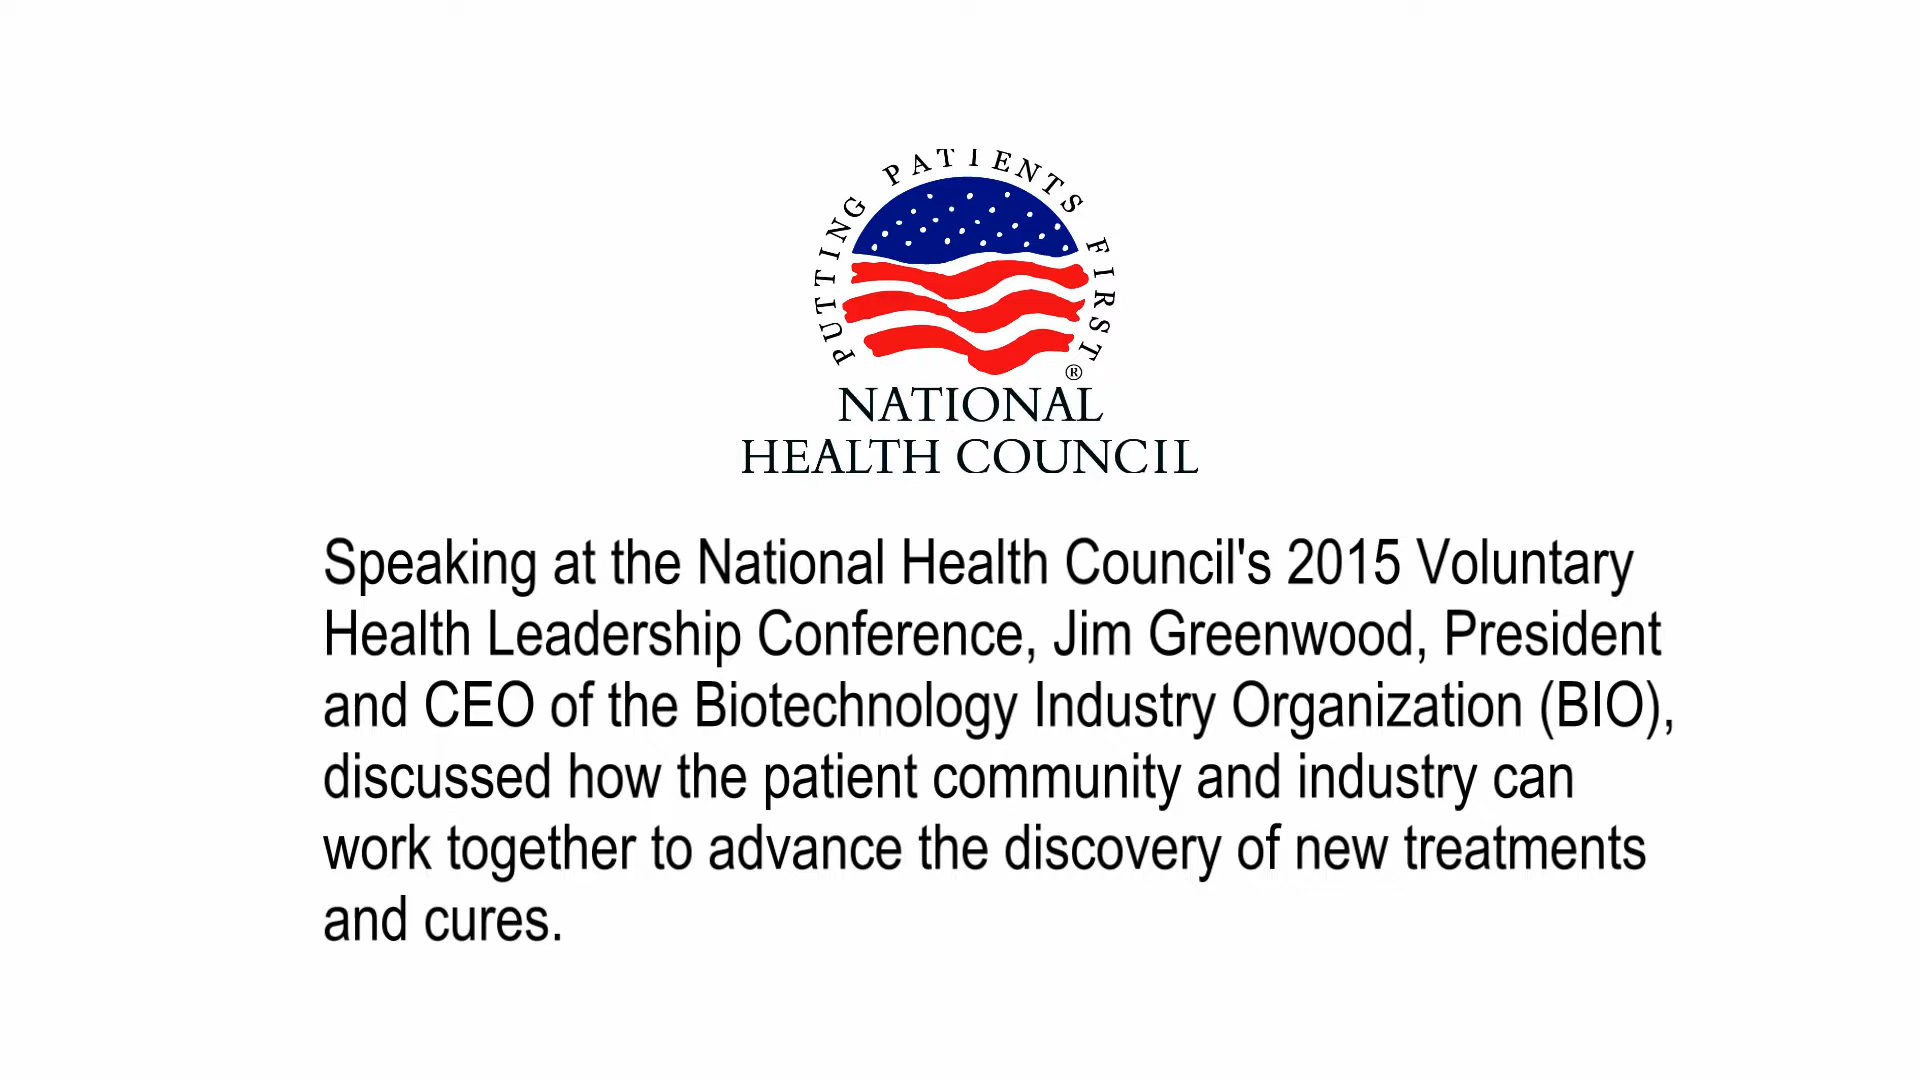 PUTTING PATIENTS FIRST
®
NATIONAL
HEALTH COUNCIL
Speaking at the National Health Council's 2015 Voluntary
Health Leadership Conference, Jim Greenwood, President
and CEO of the Biotechnology Industry Organization (BIO),
discussed how the patient community and industry can
work together to advance the discovery of new treatments
and cures.